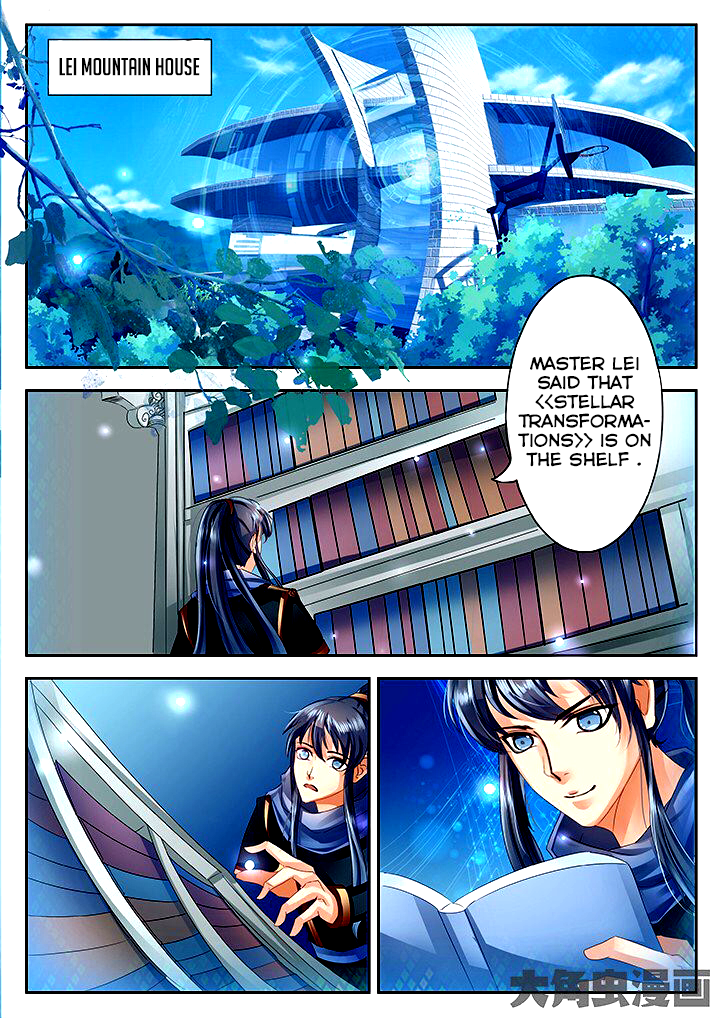 LEI MOUNTAIN HOUSE
MASTER LEI
SAID THAT
<<STELLAR
TRANSFORMA-
TIONS>> IS ON
THE SHELF .
大角虫漫画